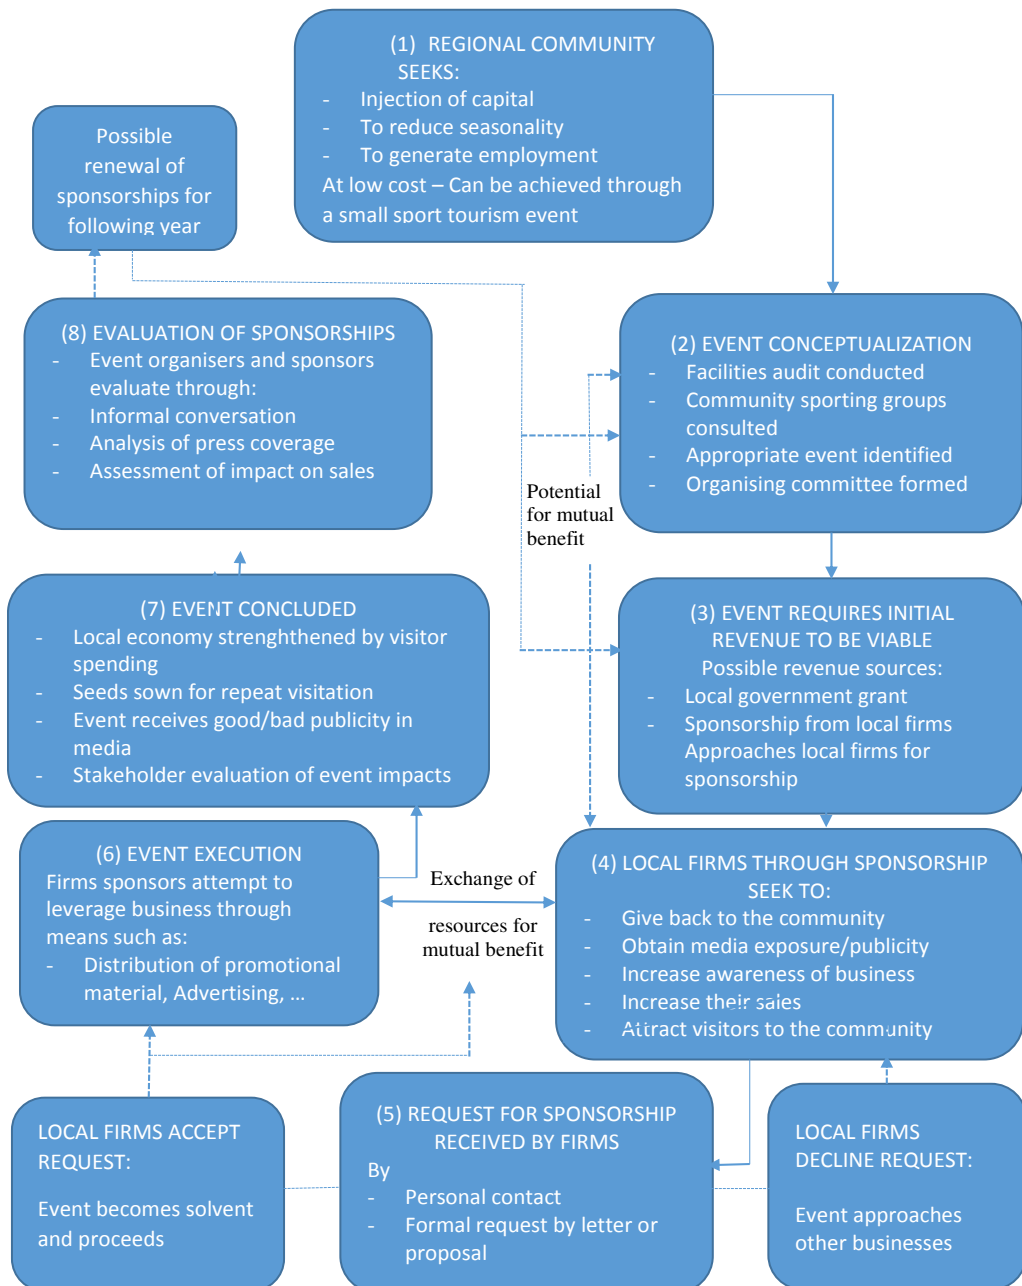 (1) REGIONAL COMMUNITY
SEEKS:
- Injection of capital
- To reduce seasonality
- To generate employment
At low cost – Can be achieved through
a small sport tourism event
Possible
renewal of
sponsorships for
following year
(2) EVENT CONCEPTUALIZATION
- Facilities audit conducted
- Community sporting groups
consulted
- Appropriate event identified
- Organising committee formed
(8) EVALUATION OF SPONSORSHIPS
- Event organisers and sponsors
evaluate through:
- Informal conversation
- Analysis of press coverage
- Assessment of impact on sales
Potential
for mutual
benefit
(3) EVENT REQUIRES INITIAL
REVENUE TO BE VIABLE
Possible revenue sources:
- Local government grant
- Sponsorship from local firms
Approaches local firms for
sponsorship
(7) EVENT CONCLUDED
- Local economy strenghthened by visitor
spending
- Seeds sown for repeat visitation
- Event receives good/bad publicity in
media
- Stakeholder evaluation of event impacts
(4) LOCAL FIRMS THROUGH SPONSORSHIP
SEEK TO:
- Give back to the community
- Obtain media exposure/publicity
- Increase awareness of business
- Increase their sales
- Attract visitors to the community
(6) EVENT EXECUTION
Firms sponsors attempt to
leverage business through
means such as:
- Distribution of promotional
material, Advertising, ...
Exchange of
resources for
mutual benefit
LOCAL FIRMS ACCEPT
REQUEST:
Event becomes solvent
and proceeds
(5) REQUEST FOR SPONSORSHIP
RECEIVED BY FIRMS
By
- Personal contact
- Formal request by letter or
proposal
LOCAL FIRMS
DECLINE REQUEST:
Event approaches
other businesses